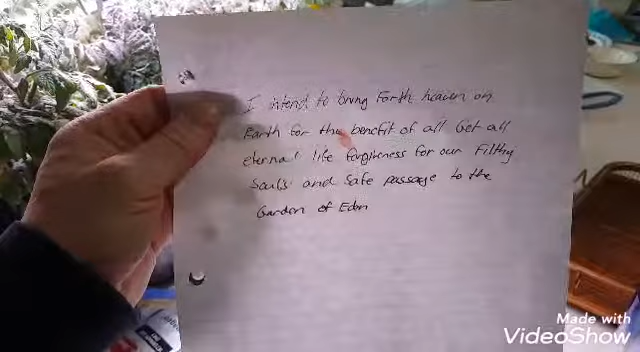 I intend to bring Forth heaven on
Earth for the benefit of all Get all
eternal life forgiveness for our Filthy
Souls and safe passage to the
Garden of Eden
Made with
VideoShow